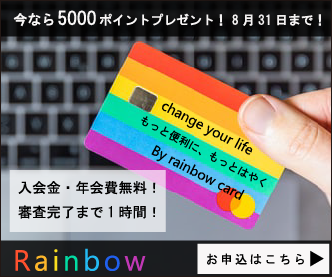 今なら5000ポイントプレゼント！8月31日まで！
change your life
もっと便利に、もっとはやく
By rainbow card
入会金・年会費無料！
審査完了まで1時間！
Rainbow
お申込はこちら▶